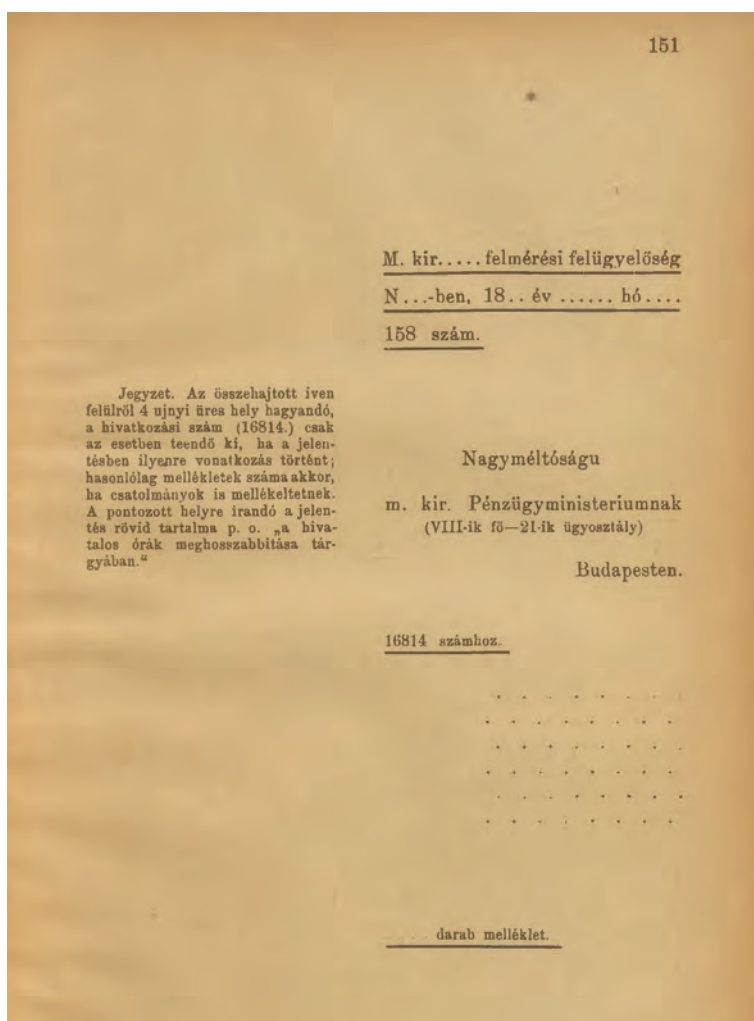 151
M. kir..... felmérési felügyelöség
N...-ben, 18.. év ...... hó....
158 szám.
Jegyzet. Az összehajtott iven
felülről 4 ujnyi üres hely hagyandó,
a hivatkozási szám (16814.) csak
az esetben teendő ki, ha a jelen-
tésben ilyenre vonatkozás történt;
hasonlólag mellékletek száma akkor,
ha csatolmányok is mellékeltetnek.
A pontozott helyre irandó a jelen-
tés rövid tartalma p. o. „a hiva-
talos órák meghosszabbitása tár-
gyában.“
Nagyméltóságu
m. kir. Pénzügyministeriumnak
(VIII-ik fő—21-ik ügyosztály)
Budapesten.
16814 számhoz.
. . . . . . . .
. . . . . . . .
. . . . . . . .
. . . . . . . .
. . . . . . . .
. . . . . . . .
.... darab melléklet.